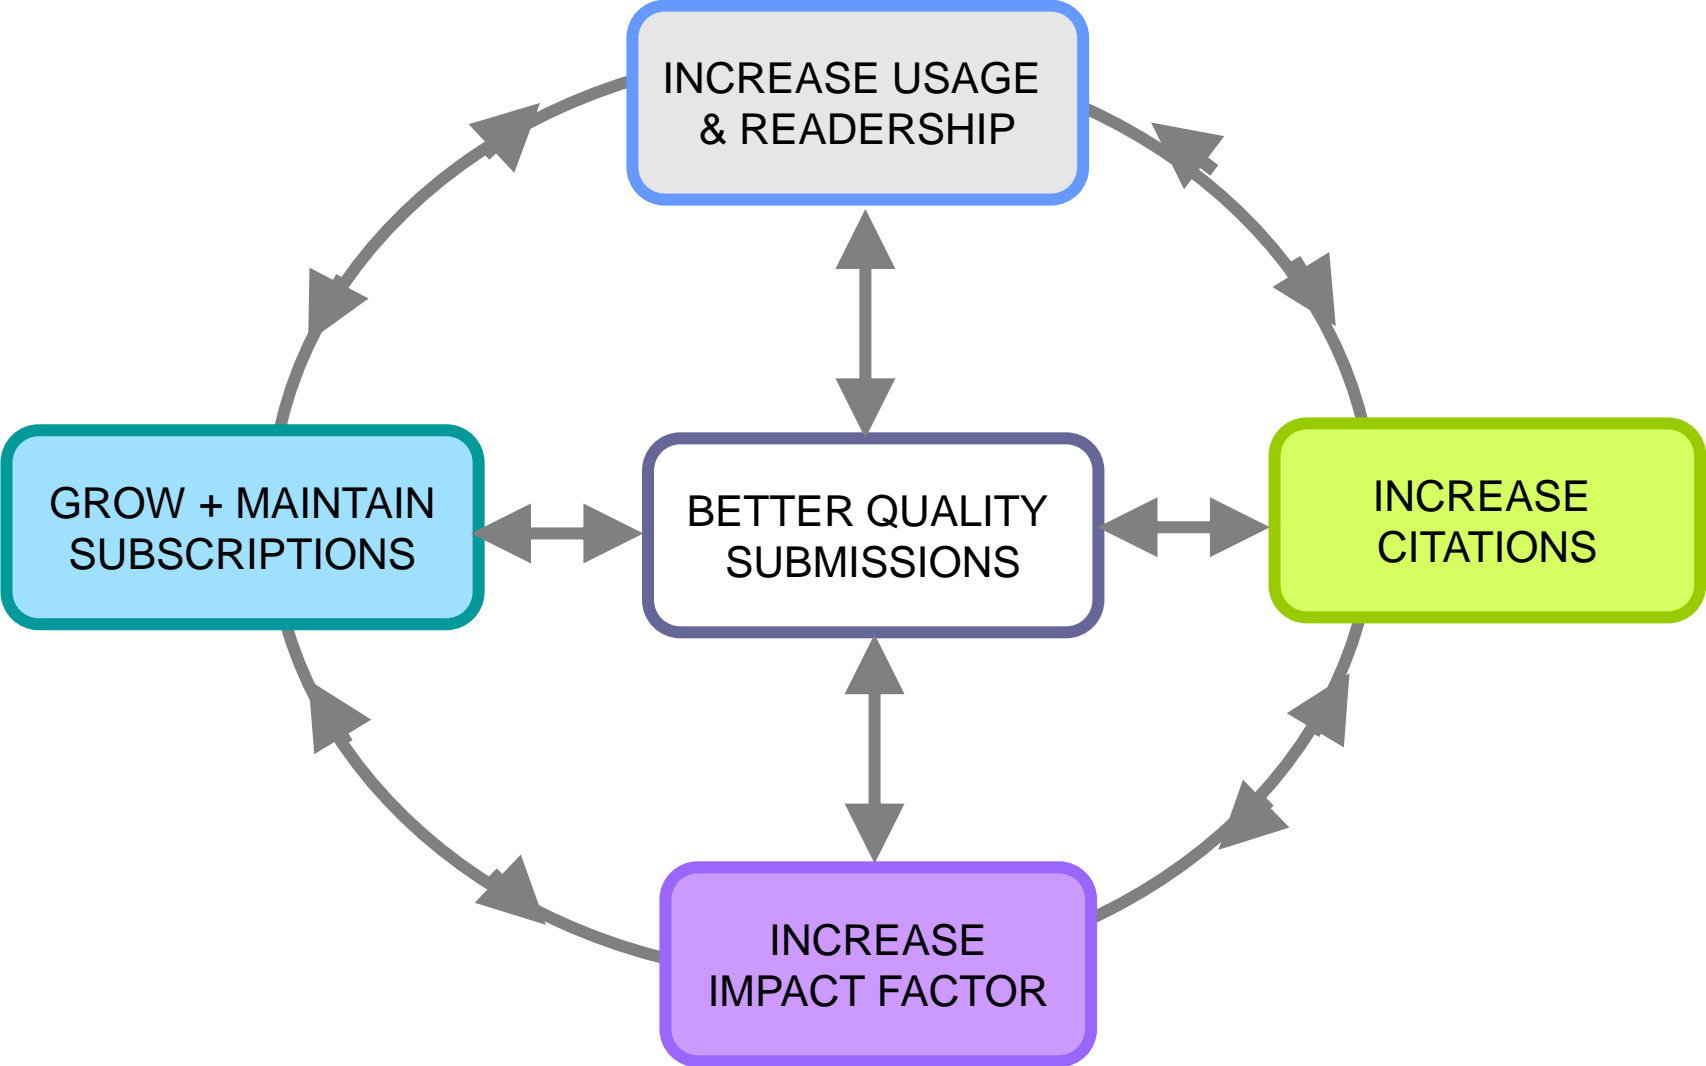 INCREASE USAGE
& READERSHIP
GROW + MAINTAIN
SUBSCRIPTIONS
BETTER QUALITY
SUBMISSIONS
INCREASE
CITATIONS
INCREASE
IMPACT FACTOR